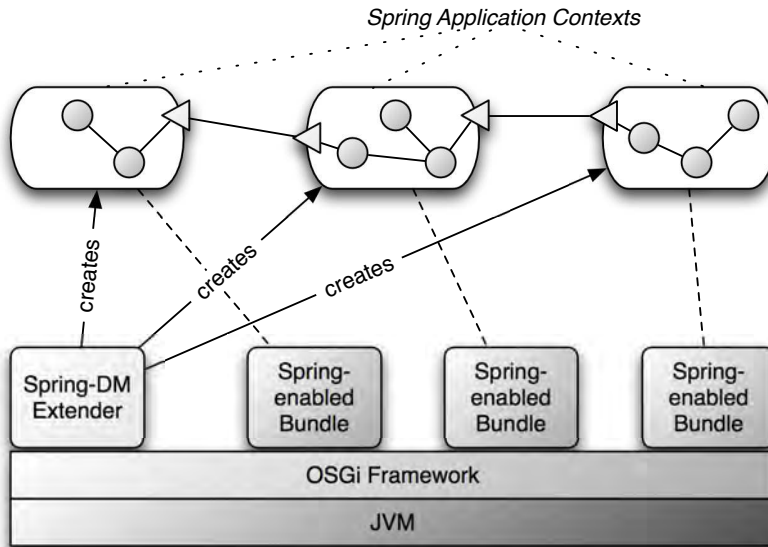 Spring Application Contexts
creates
creates
creates
Spring-DM
Extender
Spring-
enabled
Bundle
Spring-
enabled
Bundle
Spring-
enabled
Bundle
OSGi Framework
JVM